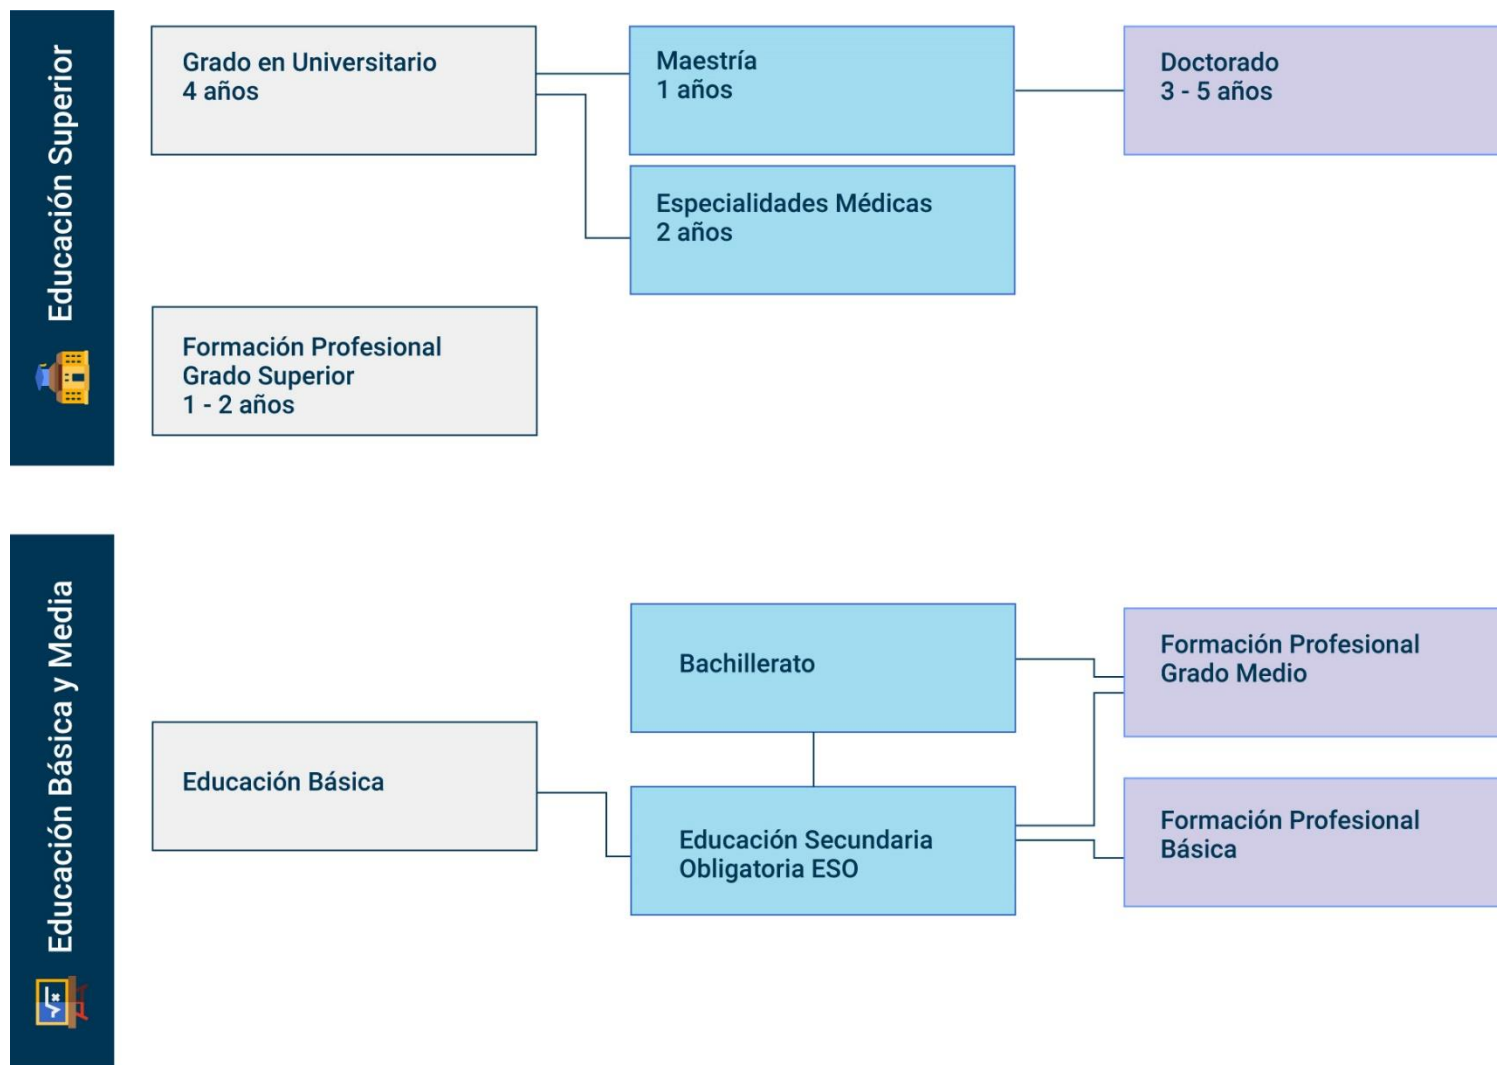 Educación Superior
Grado en Universitario
4 años
Maestría
1 años
Doctorado
3 - 5 años
Especialidades Médicas
2 años
Formación Profesional
Grado Superior
1 - 2 años
Educación Básica y Media
Bachillerato
Formación Profesional
Grado Medio
Educación Básica
Educación Secundaria
Obligatoria ESO
Formación Profesional
Básica